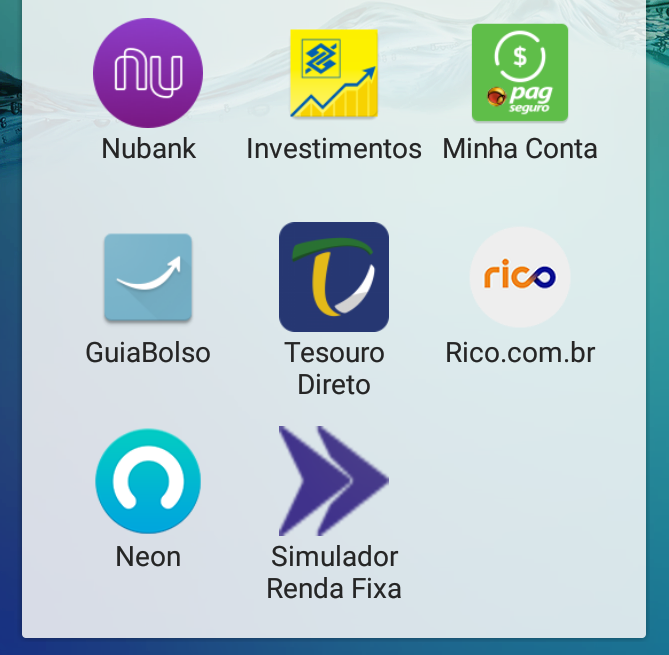 nu
$
pag
seguro
Nubank
Investimentos
Minha Conta
rico
GuiaBolso
Tesouro
Direto
Rico.com.br
Neon
Simulador
Renda Fixa